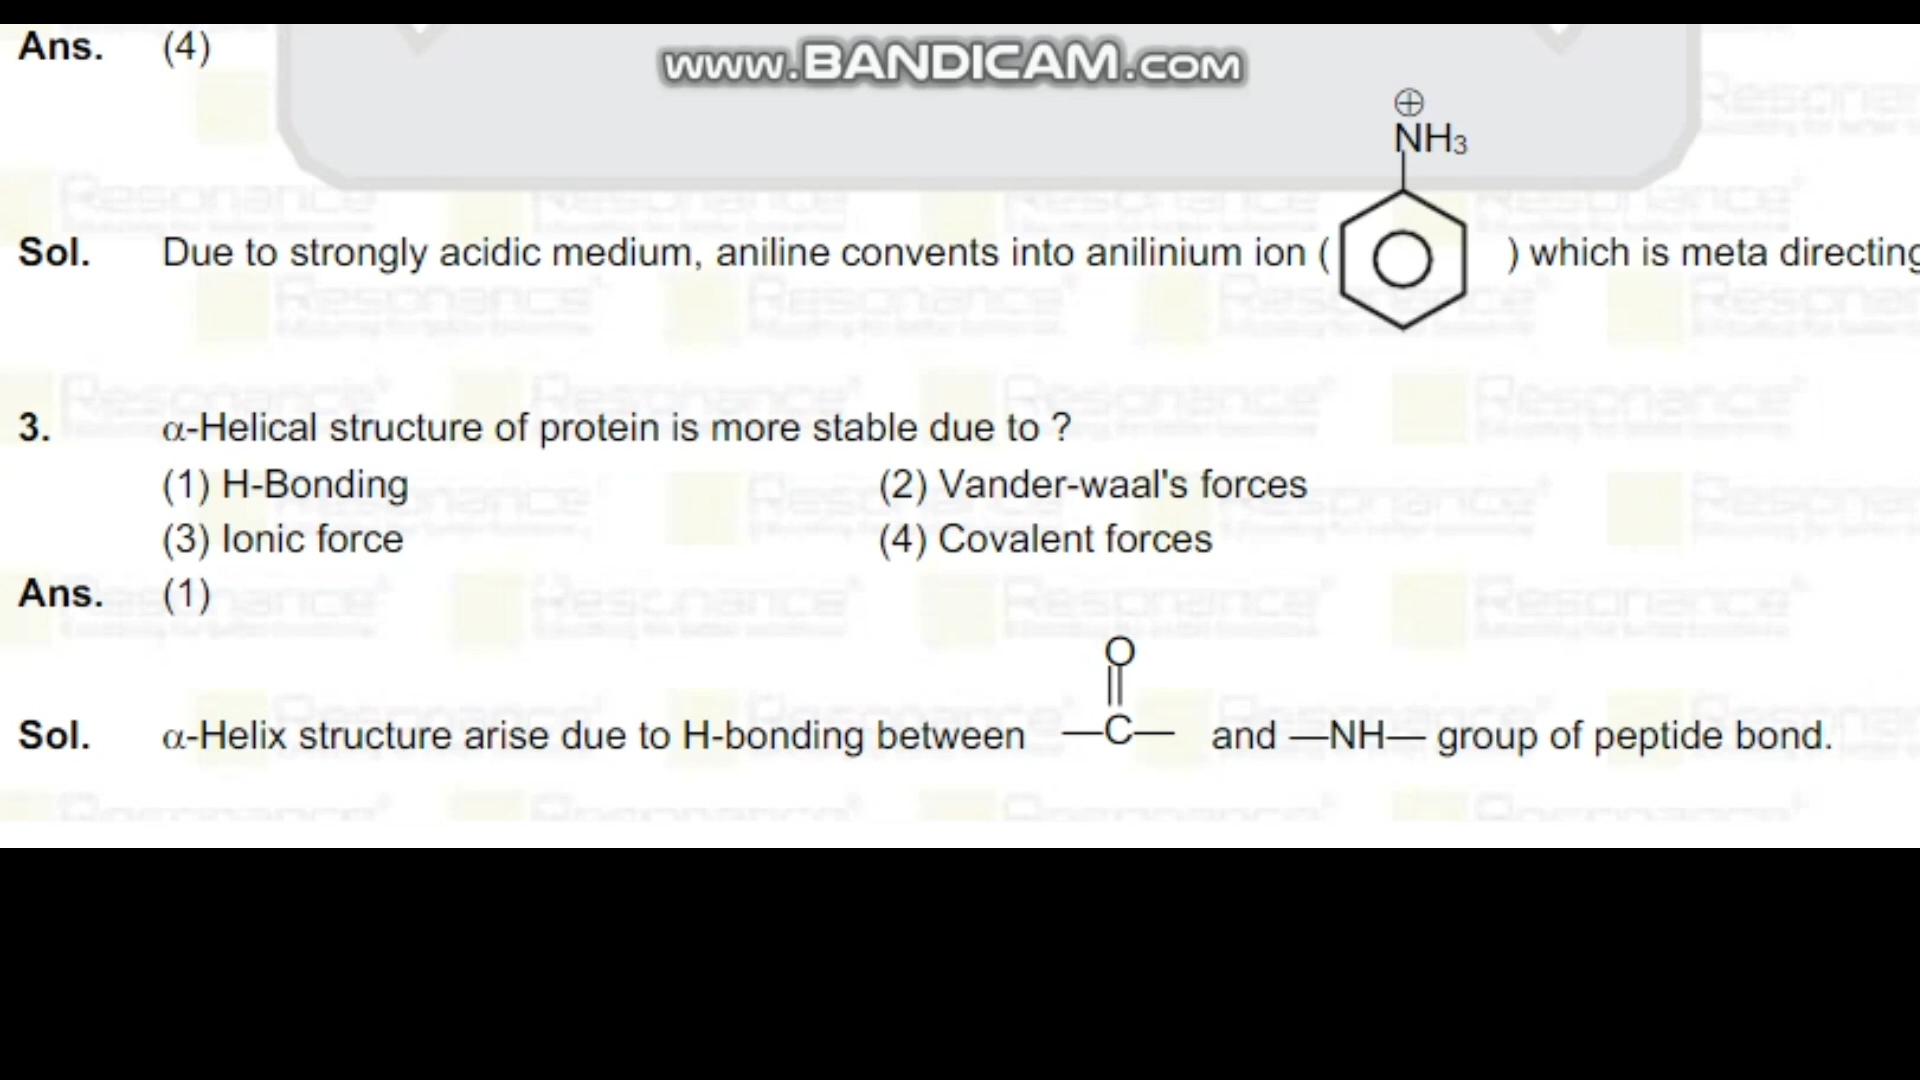 Ans. (4)
www.BANDICAM.com
⊕
NH3
Sol. Due to strongly acidic medium, aniline convents into anilinium ion ( ) which is meta directing
3. α-Helical structure of protein is more stable due to ?
(1) H-Bonding (2) Vander-waal's forces
(3) Ionic force (4) Covalent forces
Ans. (1)
O
Sol. α-Helix structure arise due to H-bonding between —C— and —NH— group of peptide bond.
Resonance